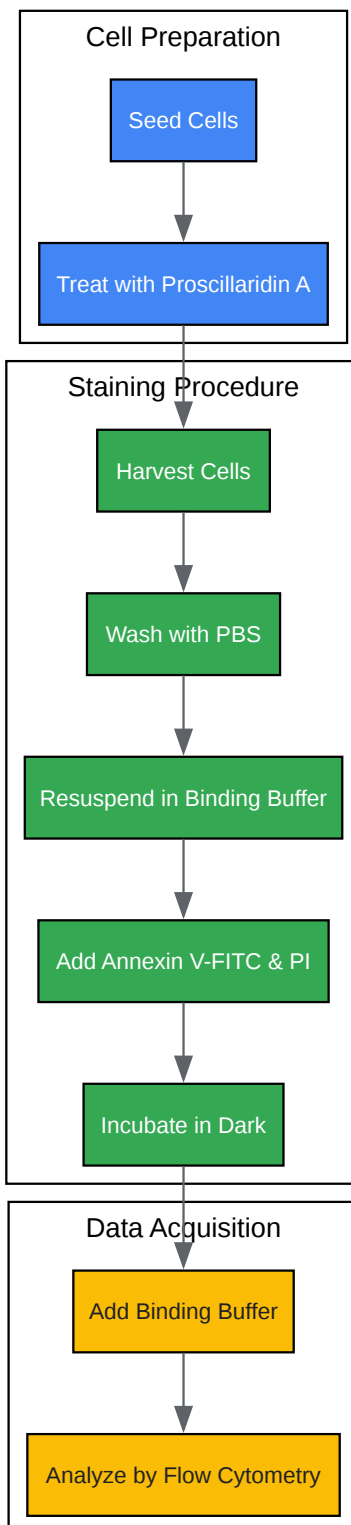 Cell Preparation
Seed Cells
Treat with Proscillaridin A
Staining Procedure
Harvest Cells
Wash with PBS
Resuspend in Binding Buffer
Add Annexin V-FITC & PI
Incubate in Dark
Data Acquisition
Add Binding Buffer
Analyze by Flow Cytometry